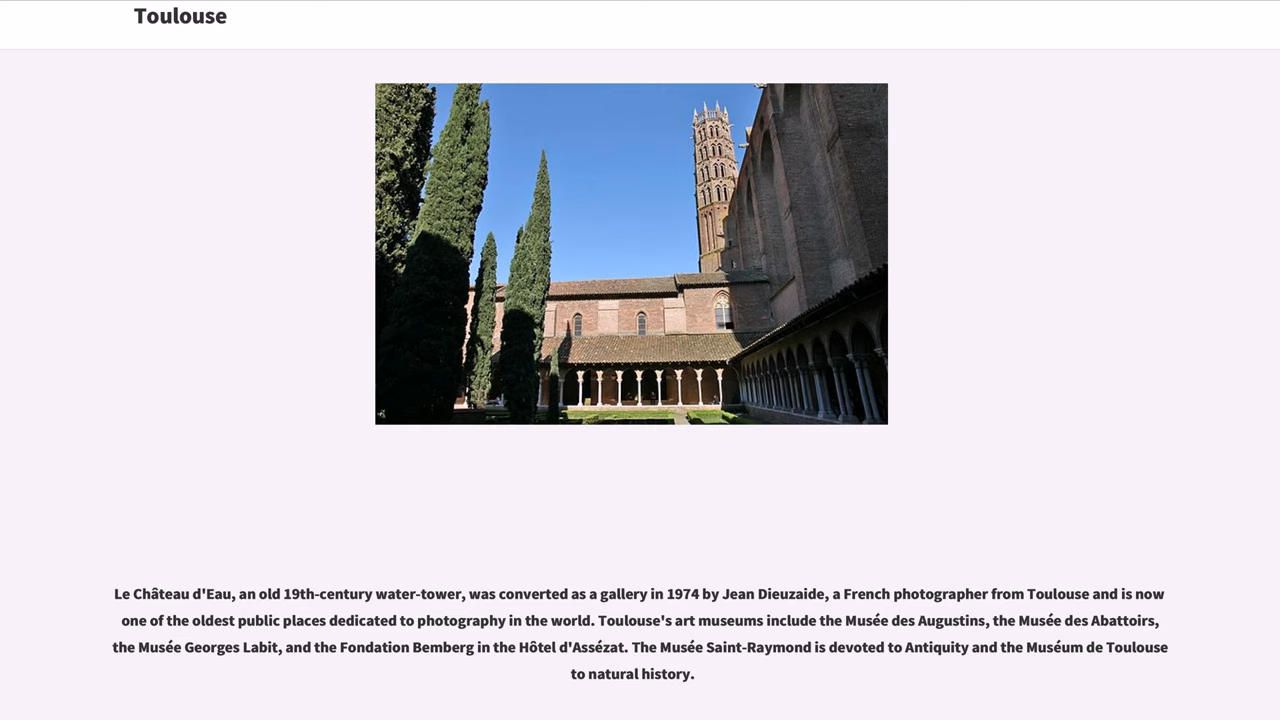 Toulouse
Le Château d'Eau, an old 19th-century water-tower, was converted as a gallery in 1974 by Jean Dieuzaide, a French photographer from Toulouse and is now
one of the oldest public places dedicated to photography in the world. Toulouse's art museums include the Musée des Augustins, the Musée des Abattoirs,
the Musée Georges Labit, and the Fondation Bemberg in the Hôtel d'Assézat. The Musée Saint-Raymond is devoted to Antiquity and the Muséum de Toulouse
to natural history.